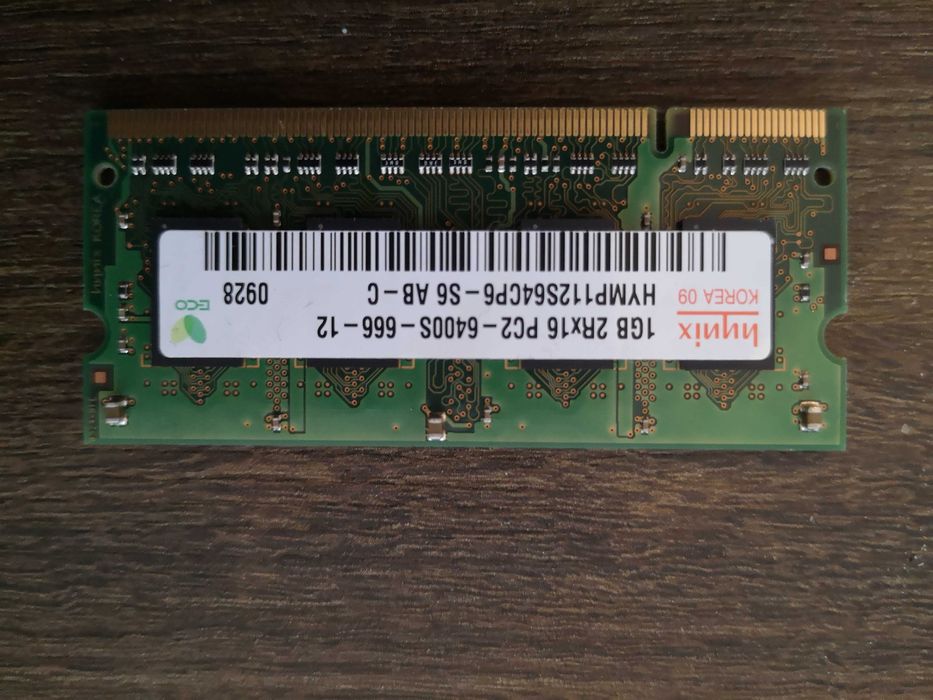 hynix
KOREA 09
1GB 2Rx16 PC2-6400S-666-12
HYMP112S64CP6-S6 AB-C
0928
ECO